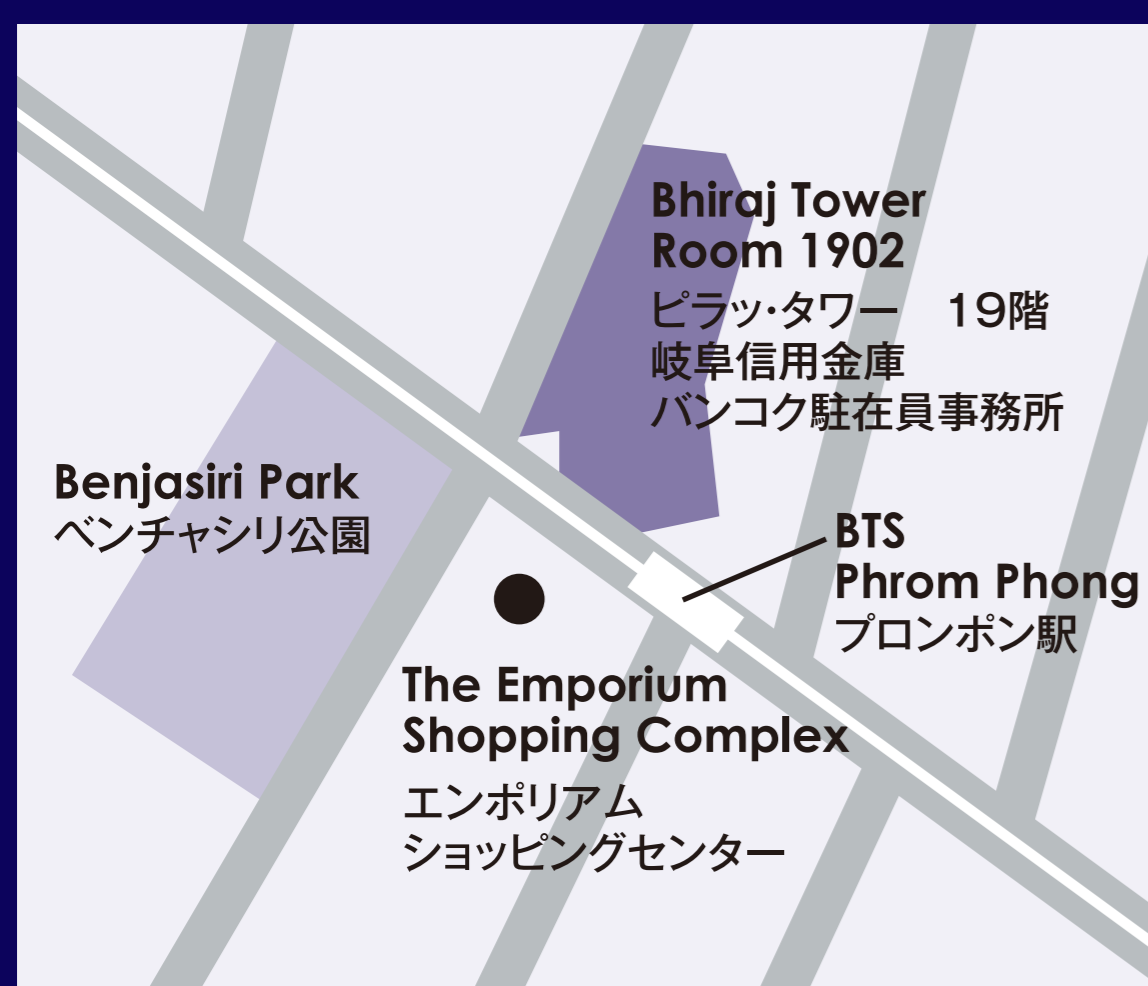 Bhiraj Tower
Room 1902
ピラッ･タワー　19階
岐阜信用金庫
バンコク駐在員事務所
Benjasiri Park
ベンチャシリ公園
BTS
Phrom Phong
プロンポン駅
The Emporium
Shopping Complex
エンポリアム
ショッピングセンター